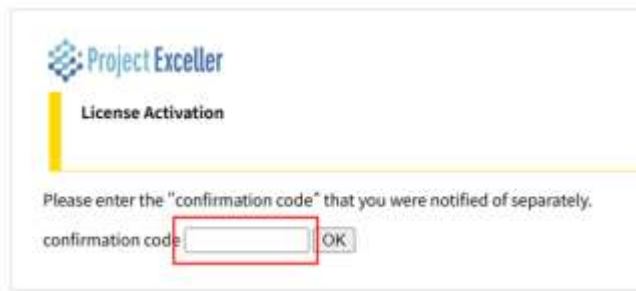 Project Exceller
License Activation
Please enter the "confirmation code" that you were notified of separately.
confirmation code OK